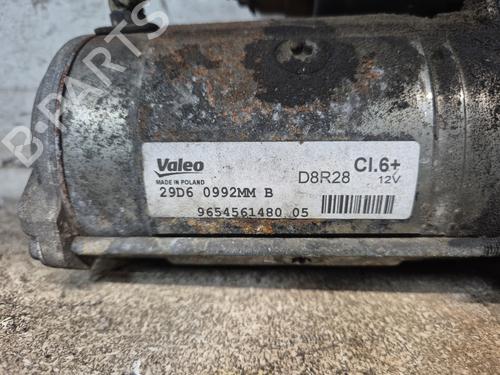 B-PARTS
Valeo
MADE IN POLAND
D8R28
Cl.6+
12V
29D6 0992MM B
9654561480 05